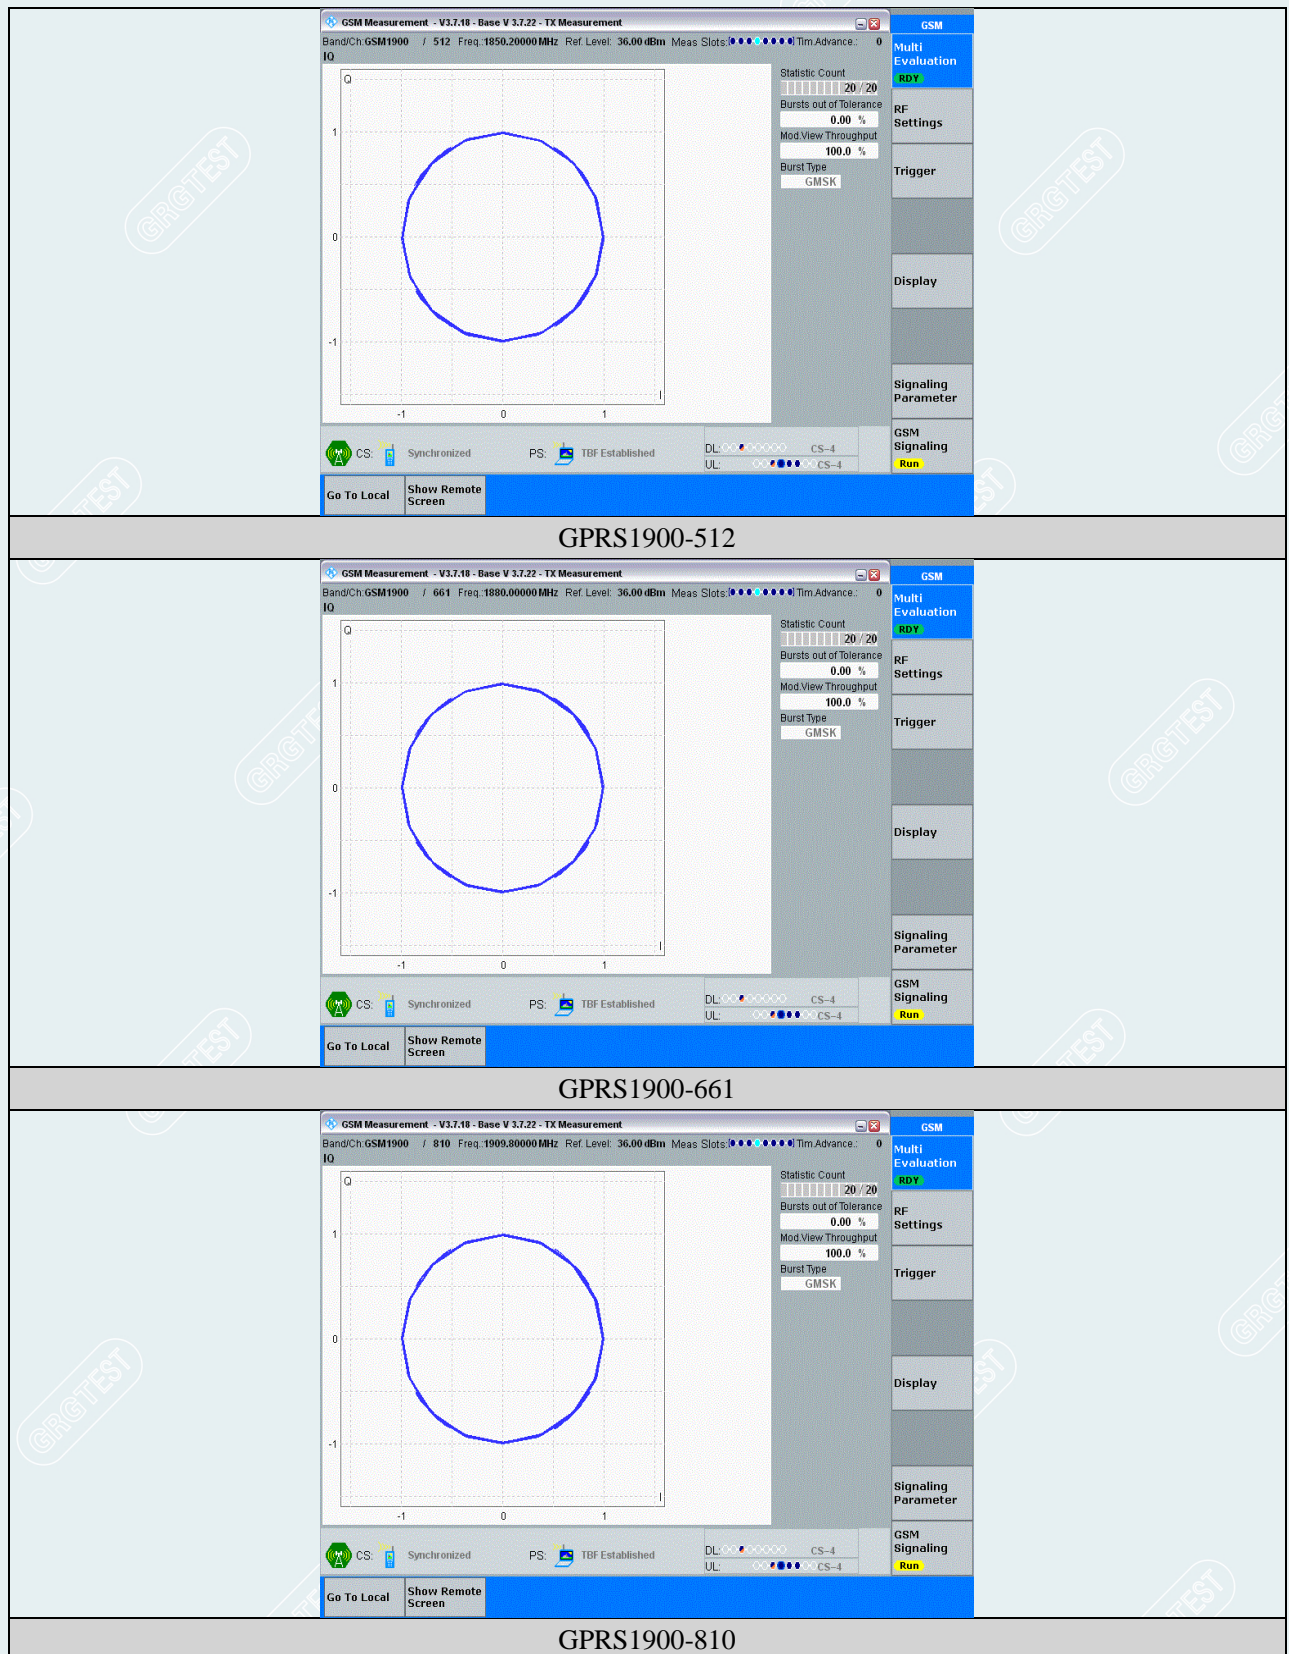 GSM Measurement - V3.7.18 - Base V 3.7.22 - TX Measurement
GSM
Band/Ch:GSM1900 / 512 Freq.:1850.20000 MHz Ref. Level: 36.00 dBm Meas Slots: Tim.Advance.: 0
IQ
Multi
Evaluation
RDY
Q
Statistic Count
20 / 20
Bursts out of Tolerance
0.00 %
Mod.View Throughput
100.0 %
Burst Type
GMSK
RF
Settings
Trigger
Display
Signaling
Parameter
GSM
Signaling
Run
1
0
-1
I
-1 0 1
CS: Synchronized PS: TBF Established DL: CS-4
UL: CS-4
Go To Local Show Remote
Screen
GRGTEST
GRGTEST
GPRS1900-512
GSM Measurement - V3.7.18 - Base V 3.7.22 - TX Measurement
GSM
Band/Ch:GSM1900 / 661 Freq.:1880.00000 MHz Ref. Level: 36.00 dBm Meas Slots: Tim.Advance.: 0
IQ
Multi
Evaluation
RDY
Q
Statistic Count
20 / 20
Bursts out of Tolerance
0.00 %
Mod.View Throughput
100.0 %
Burst Type
GMSK
RF
Settings
Trigger
Display
Signaling
Parameter
GSM
Signaling
Run
1
0
-1
I
-1 0 1
CS: Synchronized PS: TBF Established DL: CS-4
UL: CS-4
Go To Local Show Remote
Screen
GRGTEST
GPRS1900-661
GSM Measurement - V3.7.18 - Base V 3.7.22 - TX Measurement
GSM
Band/Ch:GSM1900 / 810 Freq.:1909.80000 MHz Ref. Level: 36.00 dBm Meas Slots: Tim.Advance.: 0
IQ
Multi
Evaluation
RDY
Q
Statistic Count
20 / 20
Bursts out of Tolerance
0.00 %
Mod.View Throughput
100.0 %
Burst Type
GMSK
RF
Settings
Trigger
Display
Signaling
Parameter
GSM
Signaling
Run
1
0
-1
I
-1 0 1
CS: Synchronized PS: TBF Established DL: CS-4
UL: CS-4
Go To Local Show Remote
Screen
GRGTEST
GPRS1900-810